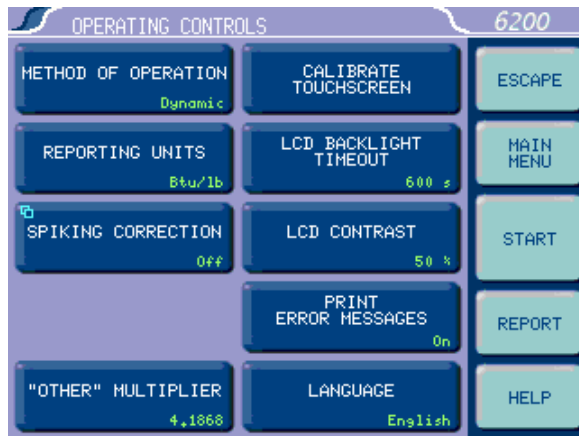 OPERATING CONTROLS
6200
METHOD OF OPERATION
Dynamic
CALIBRATE
TOUCHSCREEN
ESCAPE
REPORTING UNITS
Btu/lb
LCD BACKLIGHT
TIMEOUT
600 s
MAIN
MENU
SPIKING CORRECTION
Off
LCD CONTRAST
50 %
START
PRINT
ERROR MESSAGES
On
REPORT
"OTHER" MULTIPLIER
4.1868
LANGUAGE
English
HELP